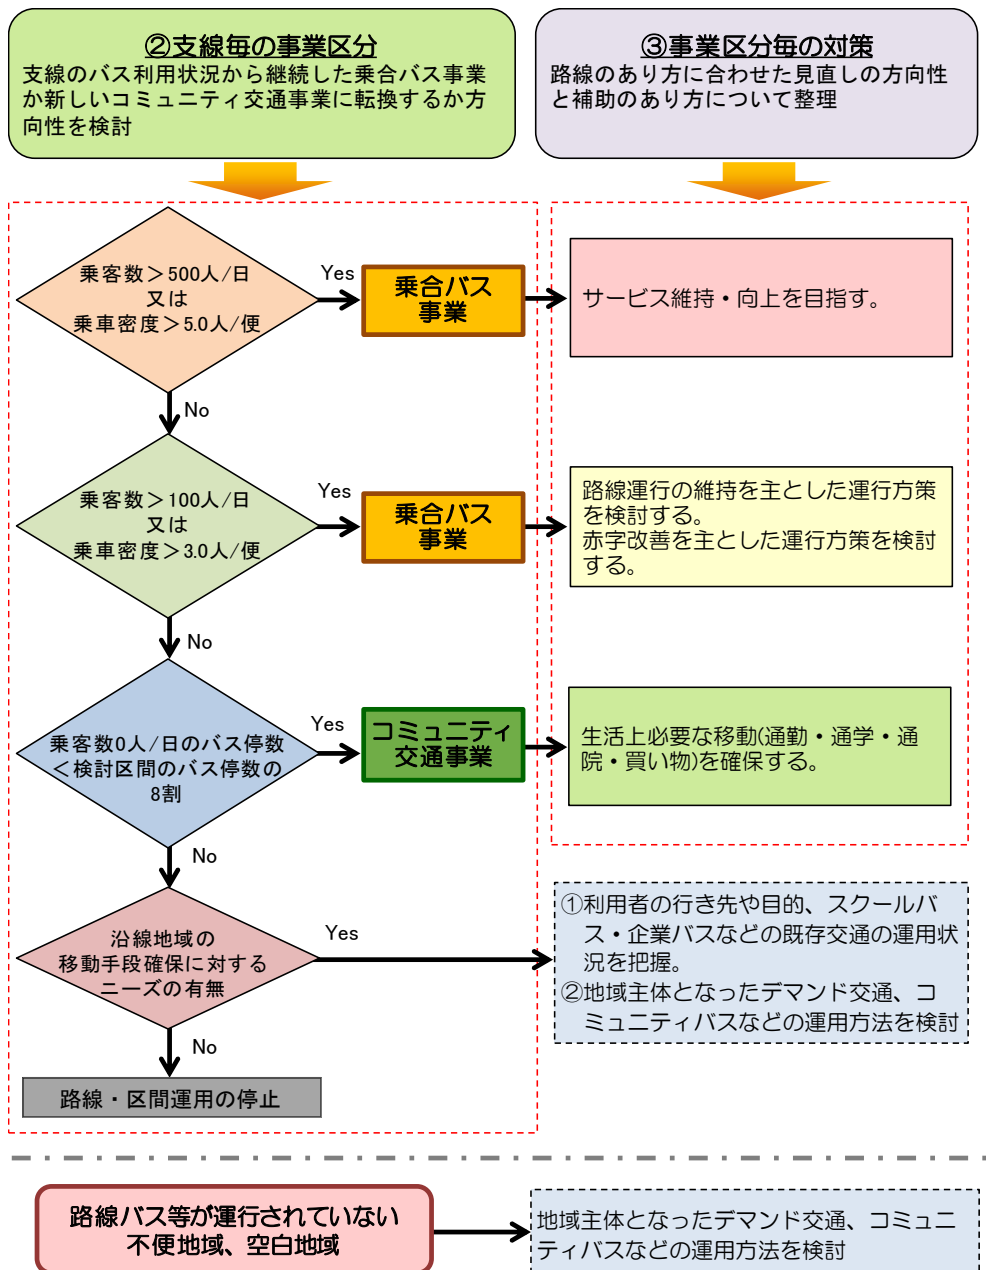 ②支線毎の事業区分
支線のバス利用状況から継続した乗合バス事業
か新しいコミュニティ交通事業に転換するか方
向性を検討
③事業区分毎の対策
路線のあり方に合わせた見直しの方向性
と補助のあり方について整理
乗客数＞500人/日
又は
乗車密度＞5.0人/便
Yes
乗合バス
事業
サービス維持・向上を目指す。
No
乗客数＞100人/日
又は
乗車密度＞3.0人/便
Yes
乗合バス
事業
路線運行の維持を主とした運行方策
を検討する。
赤字改善を主とした運行方策を検討
する。
No
乗客数0人/日のバス停数
＜検討区間のバス停数の
8割
Yes
コミュニティ
交通事業
生活上必要な移動(通勤・通学・通
院・買い物)を確保する。
No
沿線地域の
移動手段確保に対する
ニーズの有無
Yes
①利用者の行き先や目的、スクールバ
ス・企業バスなどの既存交通の運用状
況を把握。
②地域主体となったデマンド交通、コ
ミュニティバスなどの運用方法を検討
No
路線・区間運用の停止
路線バス等が運行されていない
不便地域、空白地域
地域主体となったデマンド交通、コミュニ
ティバスなどの運用方法を検討